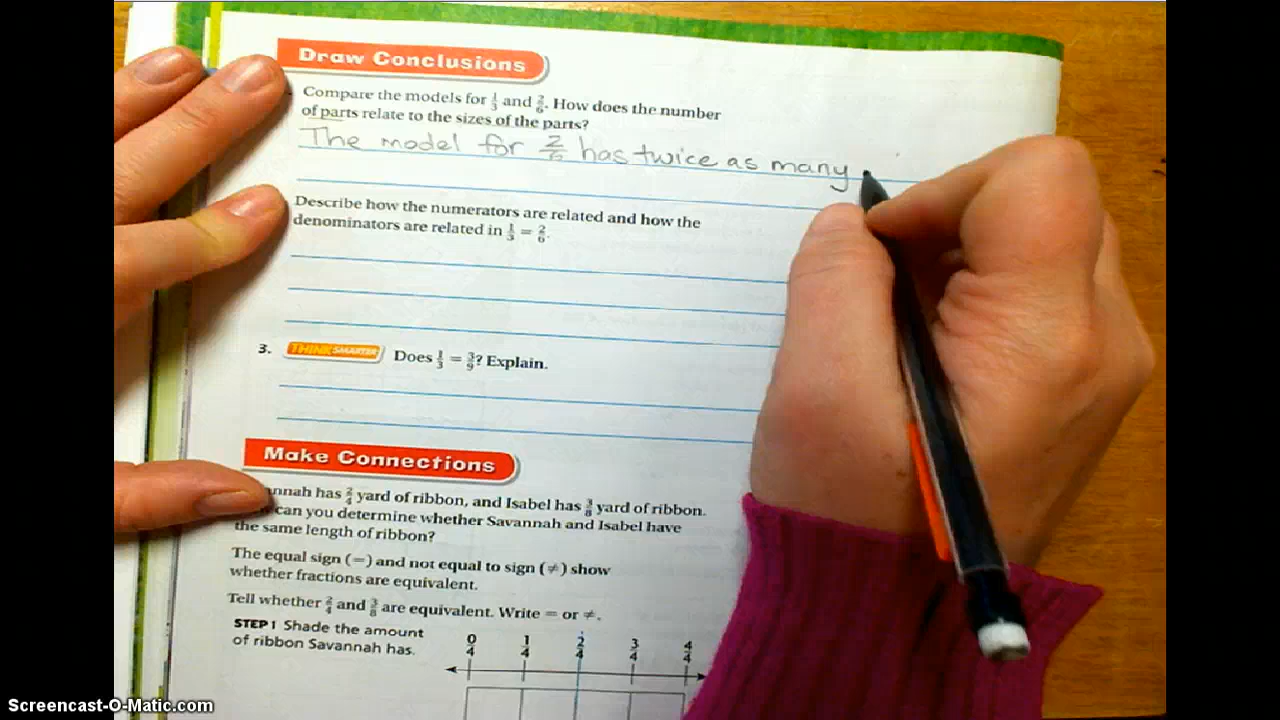 Draw Conclusions
Compare the models for 1/3 and 2/6. How does the number
of parts relate to the sizes of the parts?
The model for 2/6 has twice as many
Describe how the numerators are related and how the
denominators are related in 1/3 = 2/6.
3. THINK SMARTER Does 1/3 = 3/9? Explain.
Make Connections
nnah has 2/4 yard of ribbon, and Isabel has 3/8 yard of ribbon.
can you determine whether Savannah and Isabel have
the same length of ribbon?
The equal sign (=) and not equal to sign (≠) show
whether fractions are equivalent.
Tell whether 2/4 and 3/8 are equivalent. Write = or ≠.
STEP 1 Shade the amount
of ribbon Savannah has.
0/4 1/4 2/4 3/4 4/4
Screencast-O-Matic.com